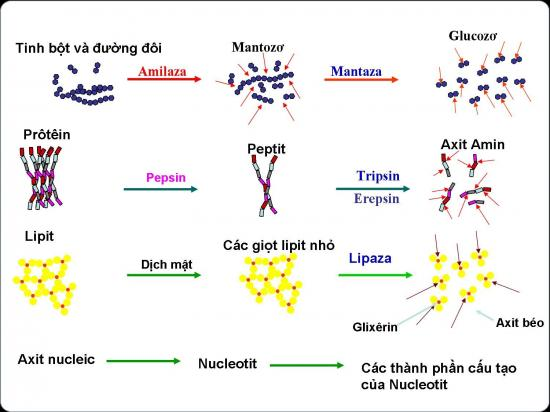 Tinh bột và đường đôi
Mantozơ
Glucozơ
Amilaza
Mantaza
Prôtêin
Peptit
Axit Amin
Pepsin
Tripsin
Erepsin
Lipit
Các giọt lipit nhỏ
Dịch mật
Lipaza
Glixêrin
Axit béo
Axit nucleic
Nucleotit
Các thành phần cấu tạo
của Nucleotit